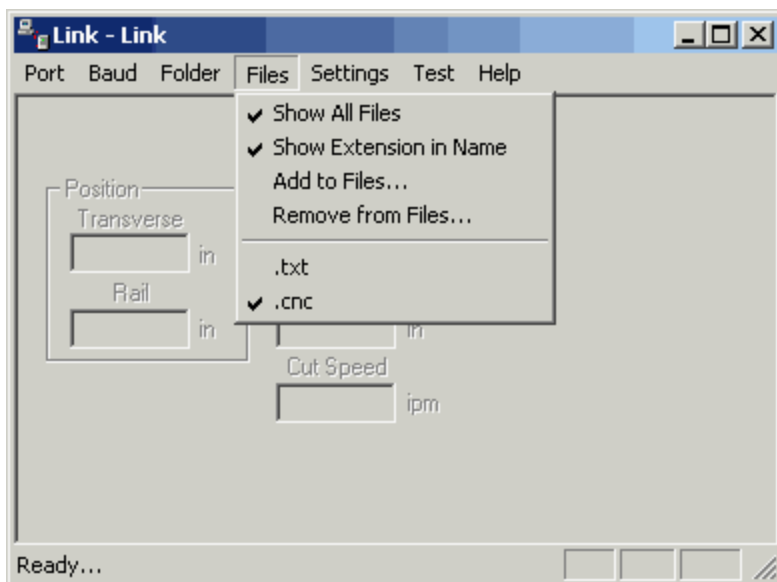 Link - Link
Port Baud Folder Files Settings Test Help
Show All Files
Show Extension in Name
Add to Files...
Remove from Files...
.txt
.cnc
Position
Transverse
in
Rail
in
in
Cut Speed
ipm
Ready...